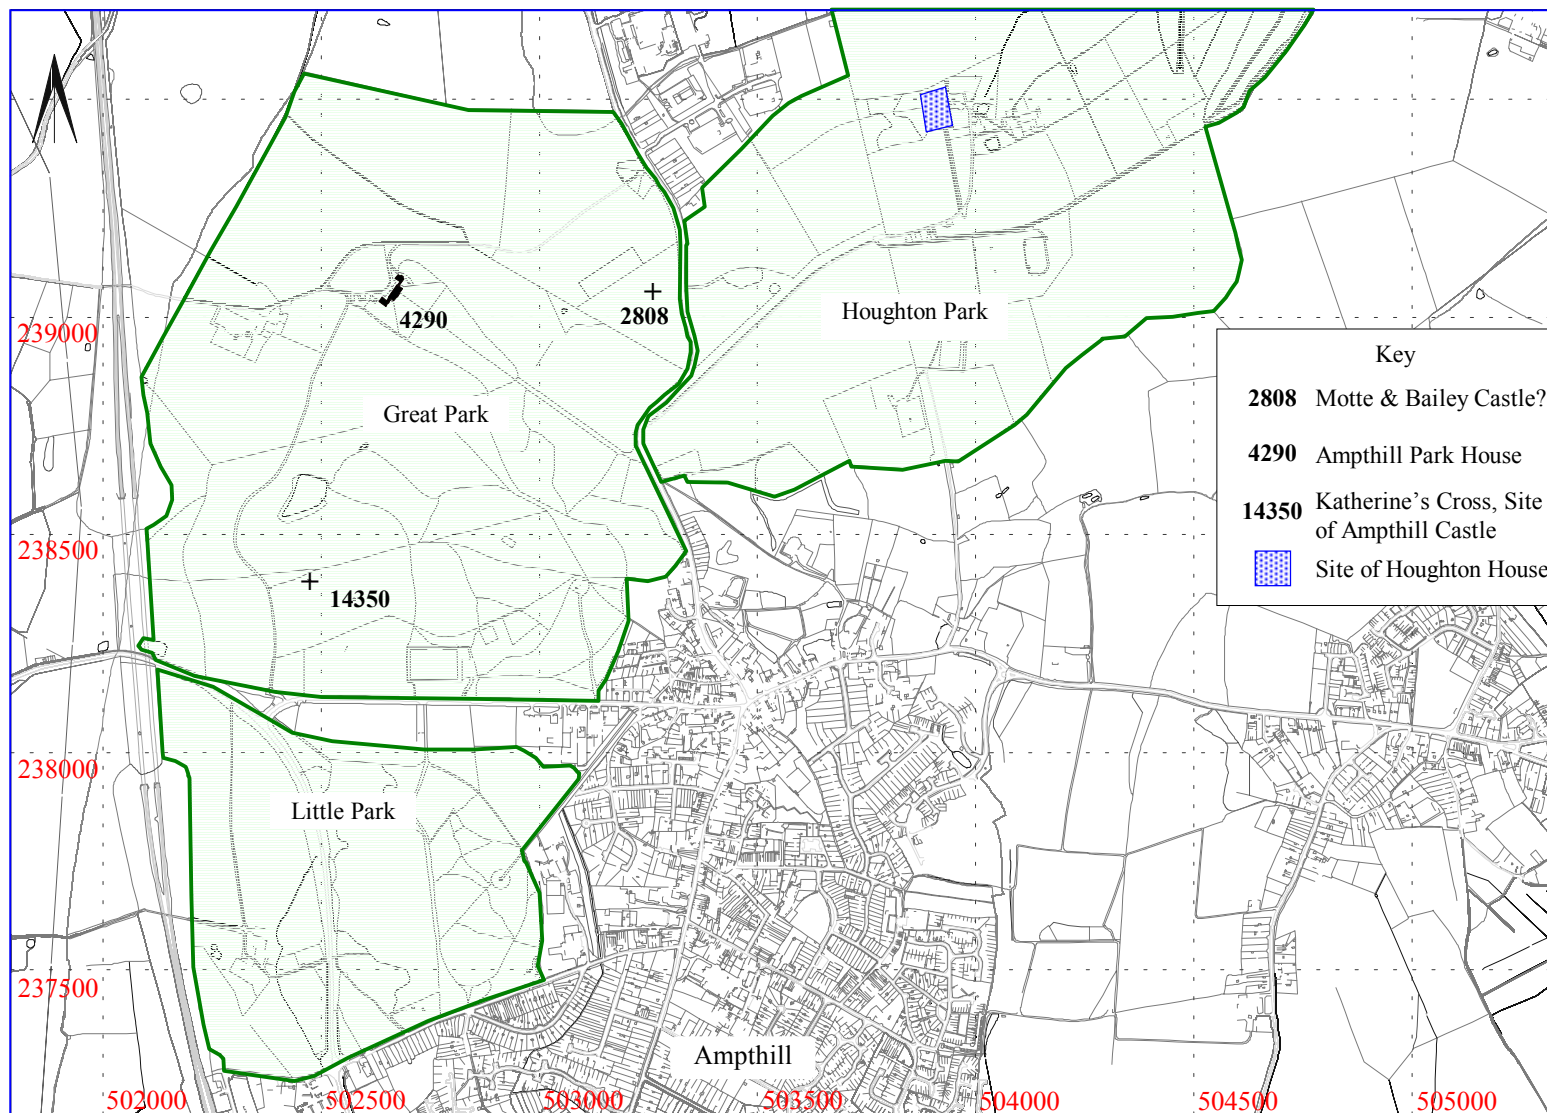 4290
2808
Houghton Park
239000
Great Park
Key
2808 Motte & Bailey Castle?
4290 Ampthill Park House
14350 Katherine's Cross, Site
of Ampthill Castle
Site of Houghton House
238500
14350
238000
Little Park
237500
Ampthill
502000 502500 503000 503500 504000 504500 505000